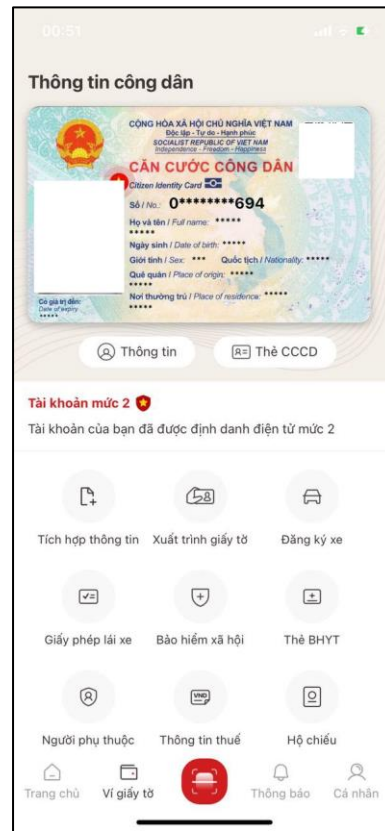 00:51
Thông tin công dân
CỘNG HÒA XÃ HỘI CHỦ NGHĨA VIỆT NAM
Độc lập - Tự do - Hạnh phúc
SOCIALIST REPUBLIC OF VIET NAM
Independence - Freedom - Happiness
CĂN CƯỚC CÔNG DÂN
Citizen Identity Card
Số / No.: 0********694
Họ và tên / Full name: *****
*****
Ngày sinh / Date of birth: *****
Giới tính / Sex: *** Quốc tịch / Nationality: *****
Quê quán / Place of origin: *****
*****
Nơi thường trú / Place of residence: *****
*****
Có giá trị đến:
Date of expiry
*****
Thông tin Thẻ CCCD
Tài khoản mức 2
Tài khoản của bạn đã được định danh điện tử mức 2
Tích hợp thông tin Xuất trình giấy tờ Đăng ký xe
Giấy phép lái xe Bảo hiểm xã hội Thẻ BHYT
VND
Người phụ thuộc Thông tin thuế Hộ chiếu
Trang chủ Ví giấy tờ Thông báo Cá nhân